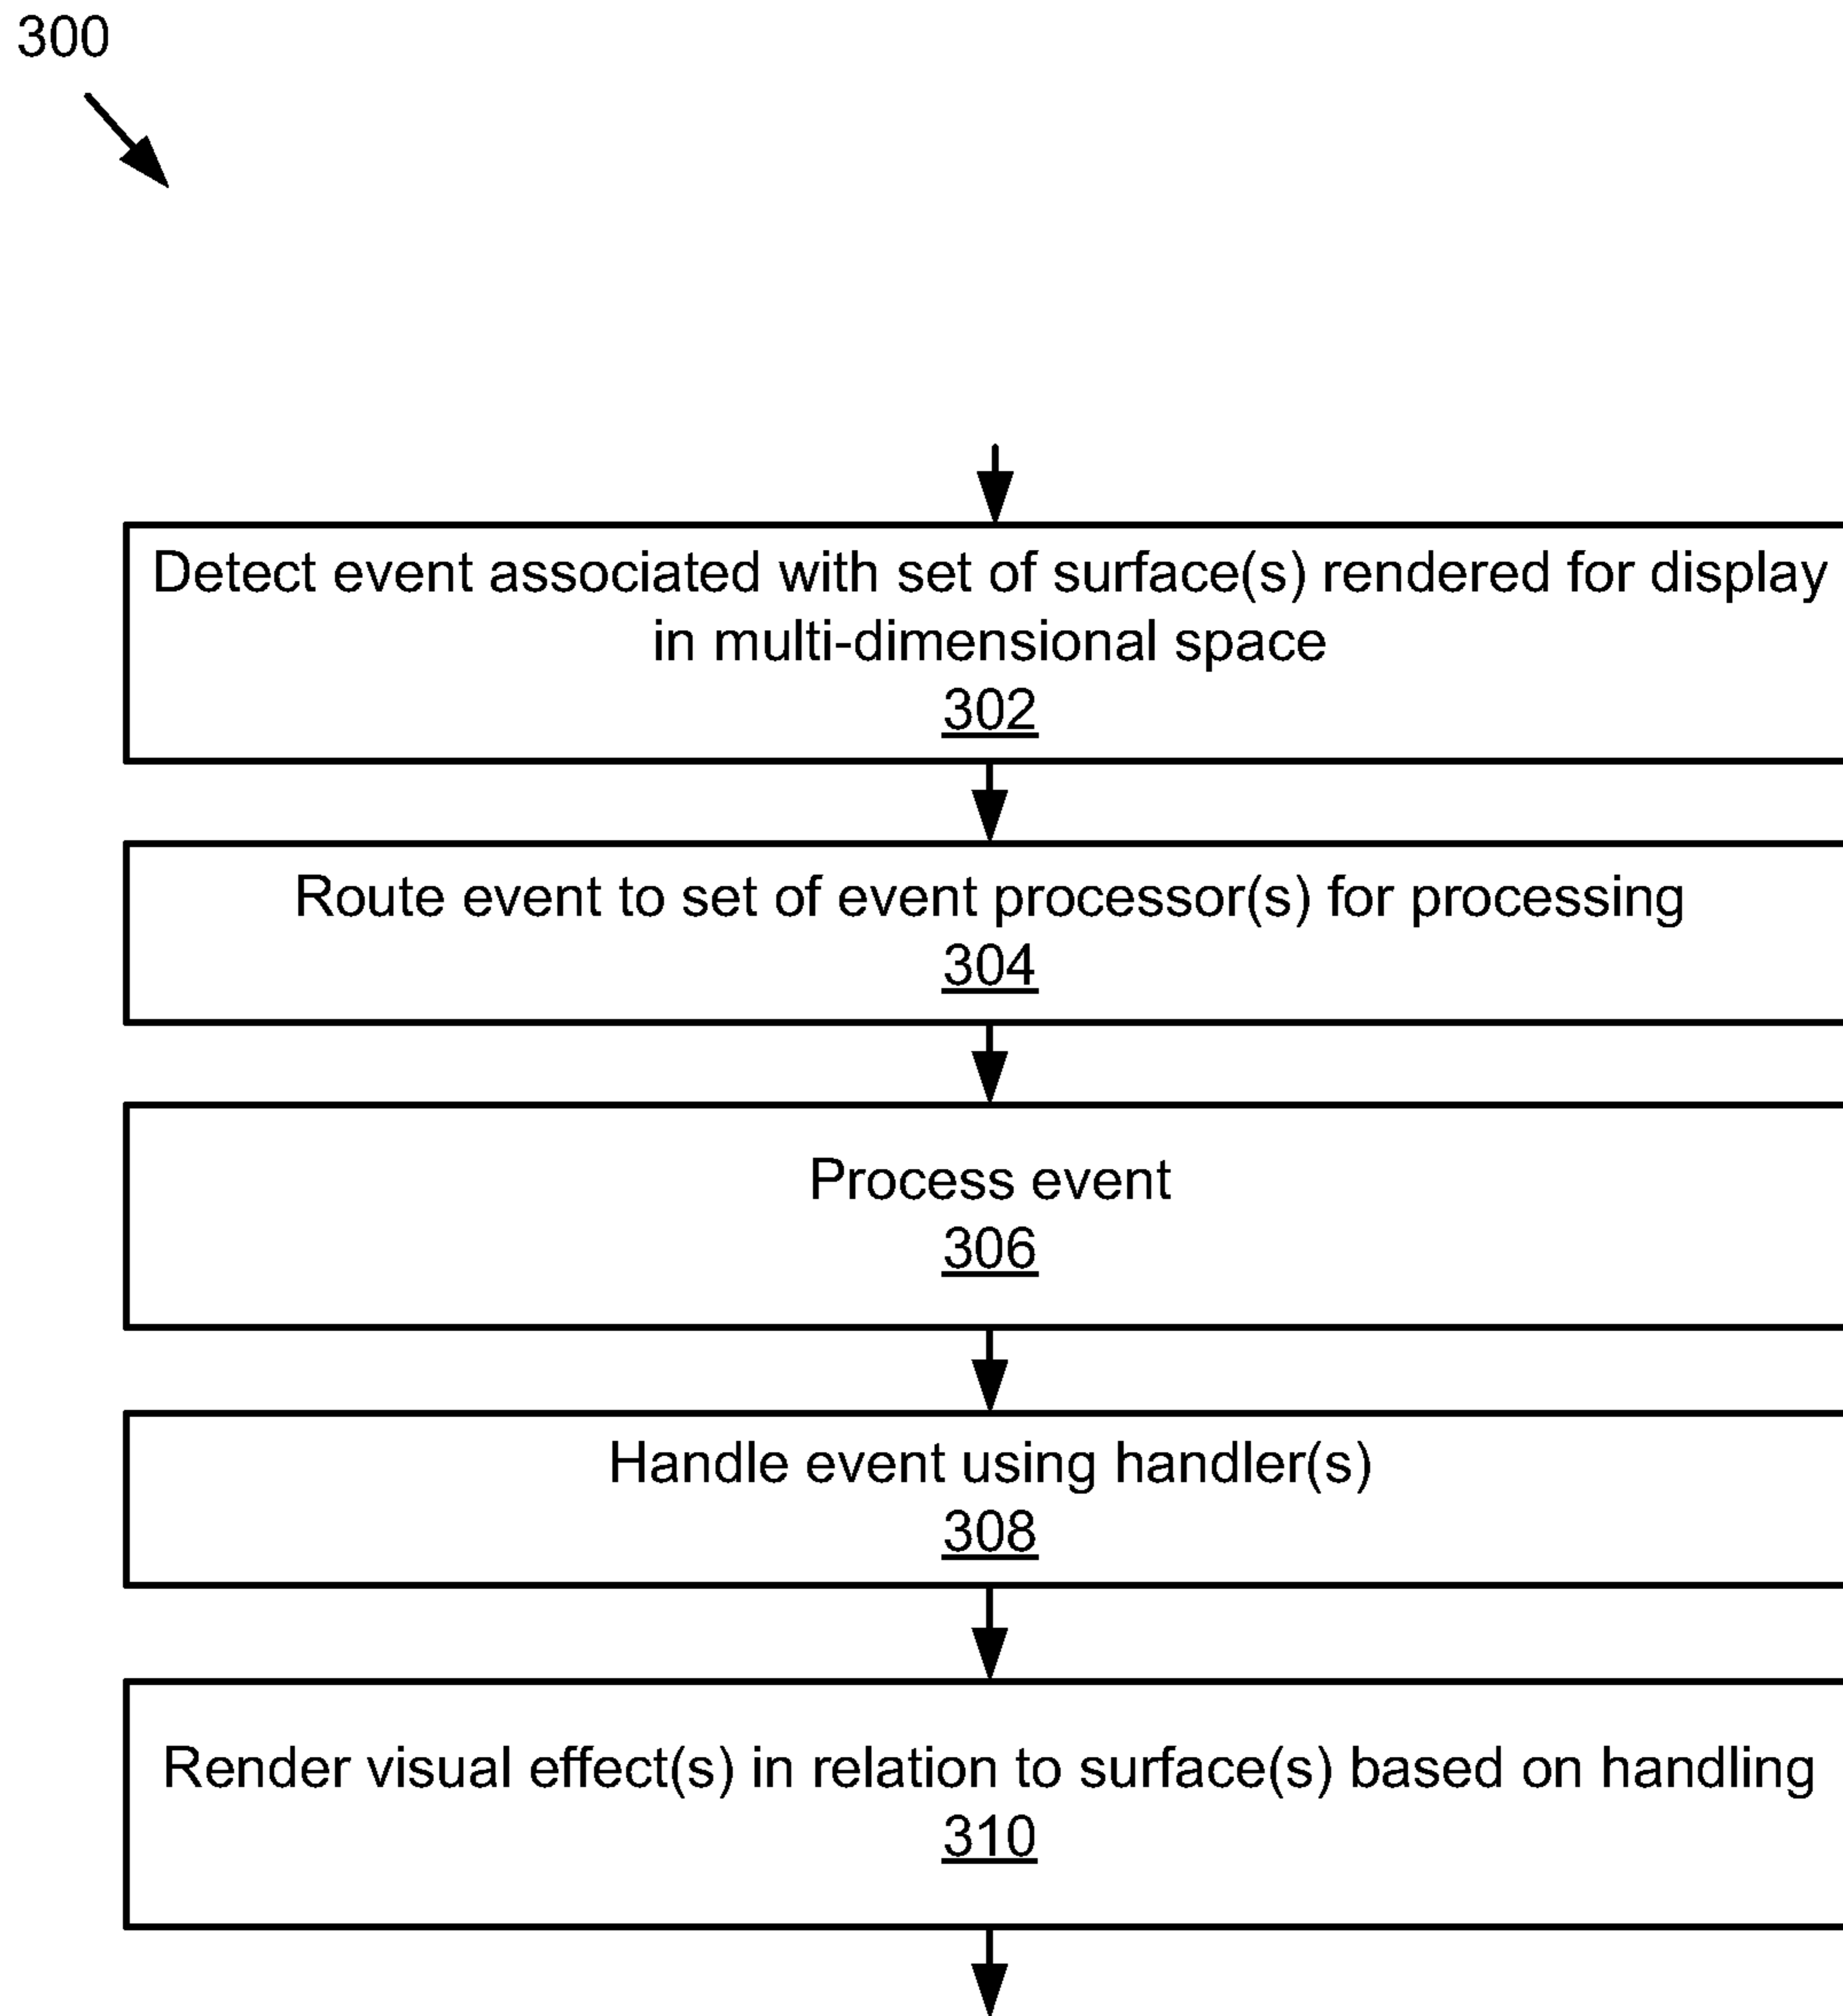 300
Detect event associated with set of surface(s) rendered for display
in multi-dimensional space
302
Route event to set of event processor(s) for processing
304
Process event
306
Handle event using handler(s)
308
Render visual effect(s) in relation to surface(s) based on handling
310